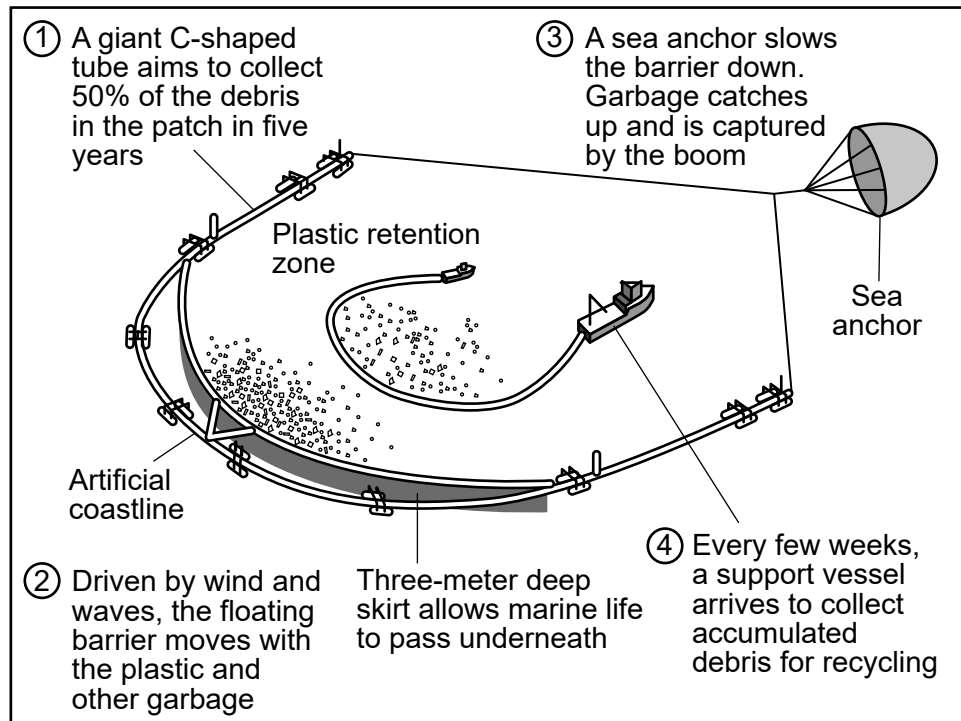 1 A giant C-shaped
tube aims to collect
50% of the debris
in the patch in five
years
3 A sea anchor slows
the barrier down.
Garbage catches
up and is captured
by the boom
Plastic retention
zone
Sea
anchor
Artificial
coastline
2 Driven by wind and
waves, the floating
barrier moves with
the plastic and
other garbage
Three-meter deep
skirt allows marine life
to pass underneath
4 Every few weeks,
a support vessel
arrives to collect
accumulated
debris for recycling